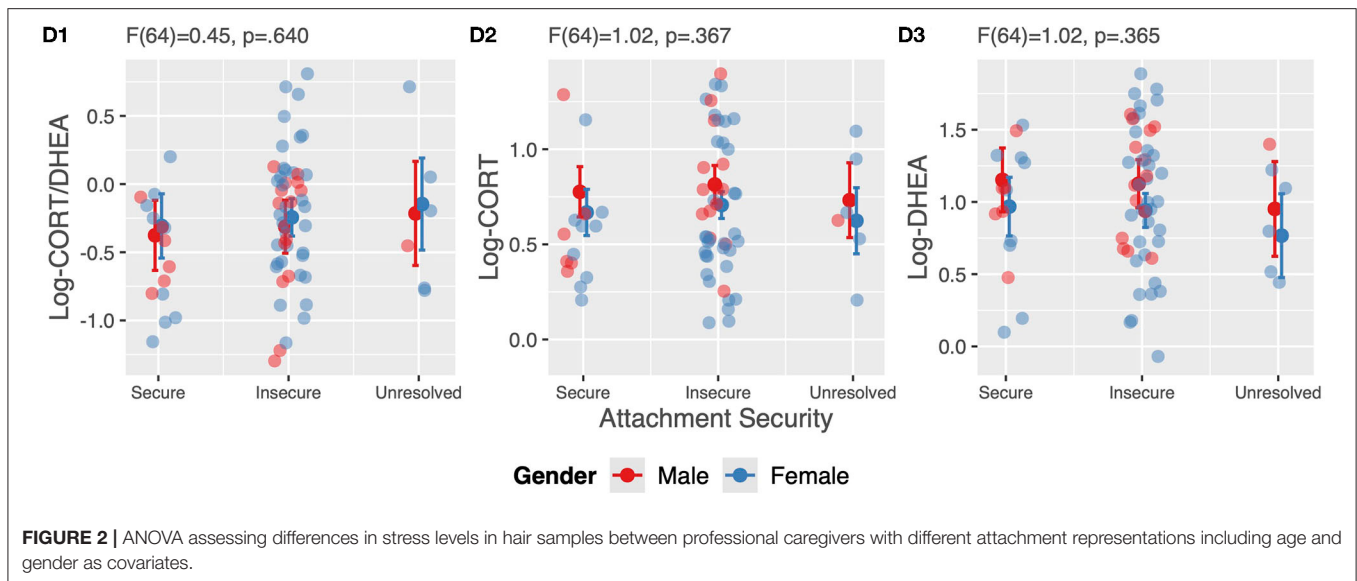 D1 F(64)=0.45, p=.640
Log-CORT/DHEA
0.5
0.0
-0.5
-1.0
Secure Insecure Unresolved
D2 F(64)=1.02, p=.367
Log-CORT
1.0
0.5
0.0
Secure Insecure Unresolved
D3 F(64)=1.02, p=.365
Log-DHEA
1.5
1.0
0.5
0.0
Secure Insecure Unresolved
Attachment Security
Gender Male Female
FIGURE 2 | ANOVA assessing differences in stress levels in hair samples between professional caregivers with different attachment representations including age and
gender as covariates.